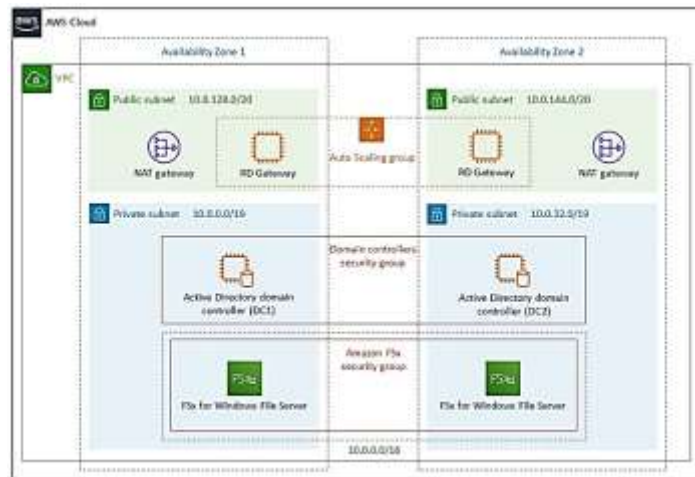 aws
AWS Cloud
Availability Zone 1
Availability Zone 2
VPC
Public subnet 10.0.128.0/20
Public subnet 10.0.144.0/20
NAT gateway
RD Gateway
Auto Scaling group
RD Gateway
NAT gateway
Private subnet 10.0.0.0/19
Private subnet 10.0.32.0/19
Domain controllers
security group
Active Directory domain
controller (DC1)
Active Directory domain
controller (DC2)
Amazon FSx
security group
FSx
FSx
FSx for Windows File Server
FSx for Windows File Server
10.0.0.0/16